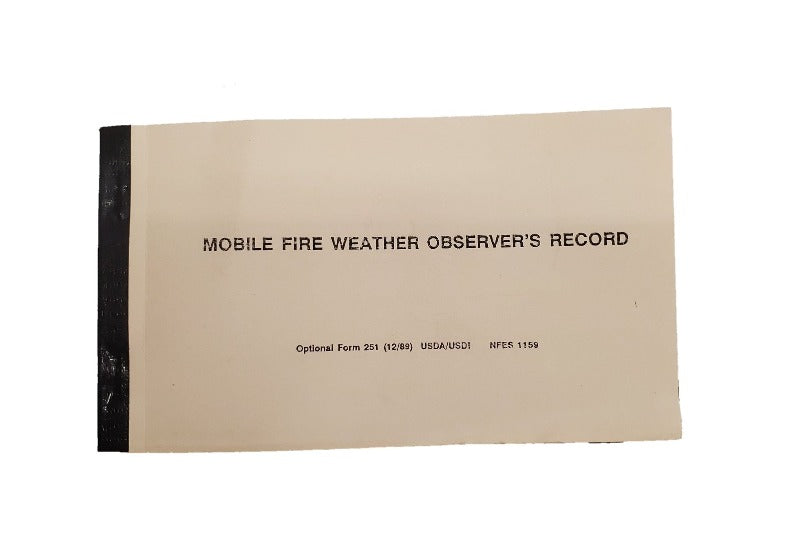 MOBILE FIRE WEATHER OBSERVER'S RECORD
Optional Form 251 (12/89) USDA/USDI NFES 1159